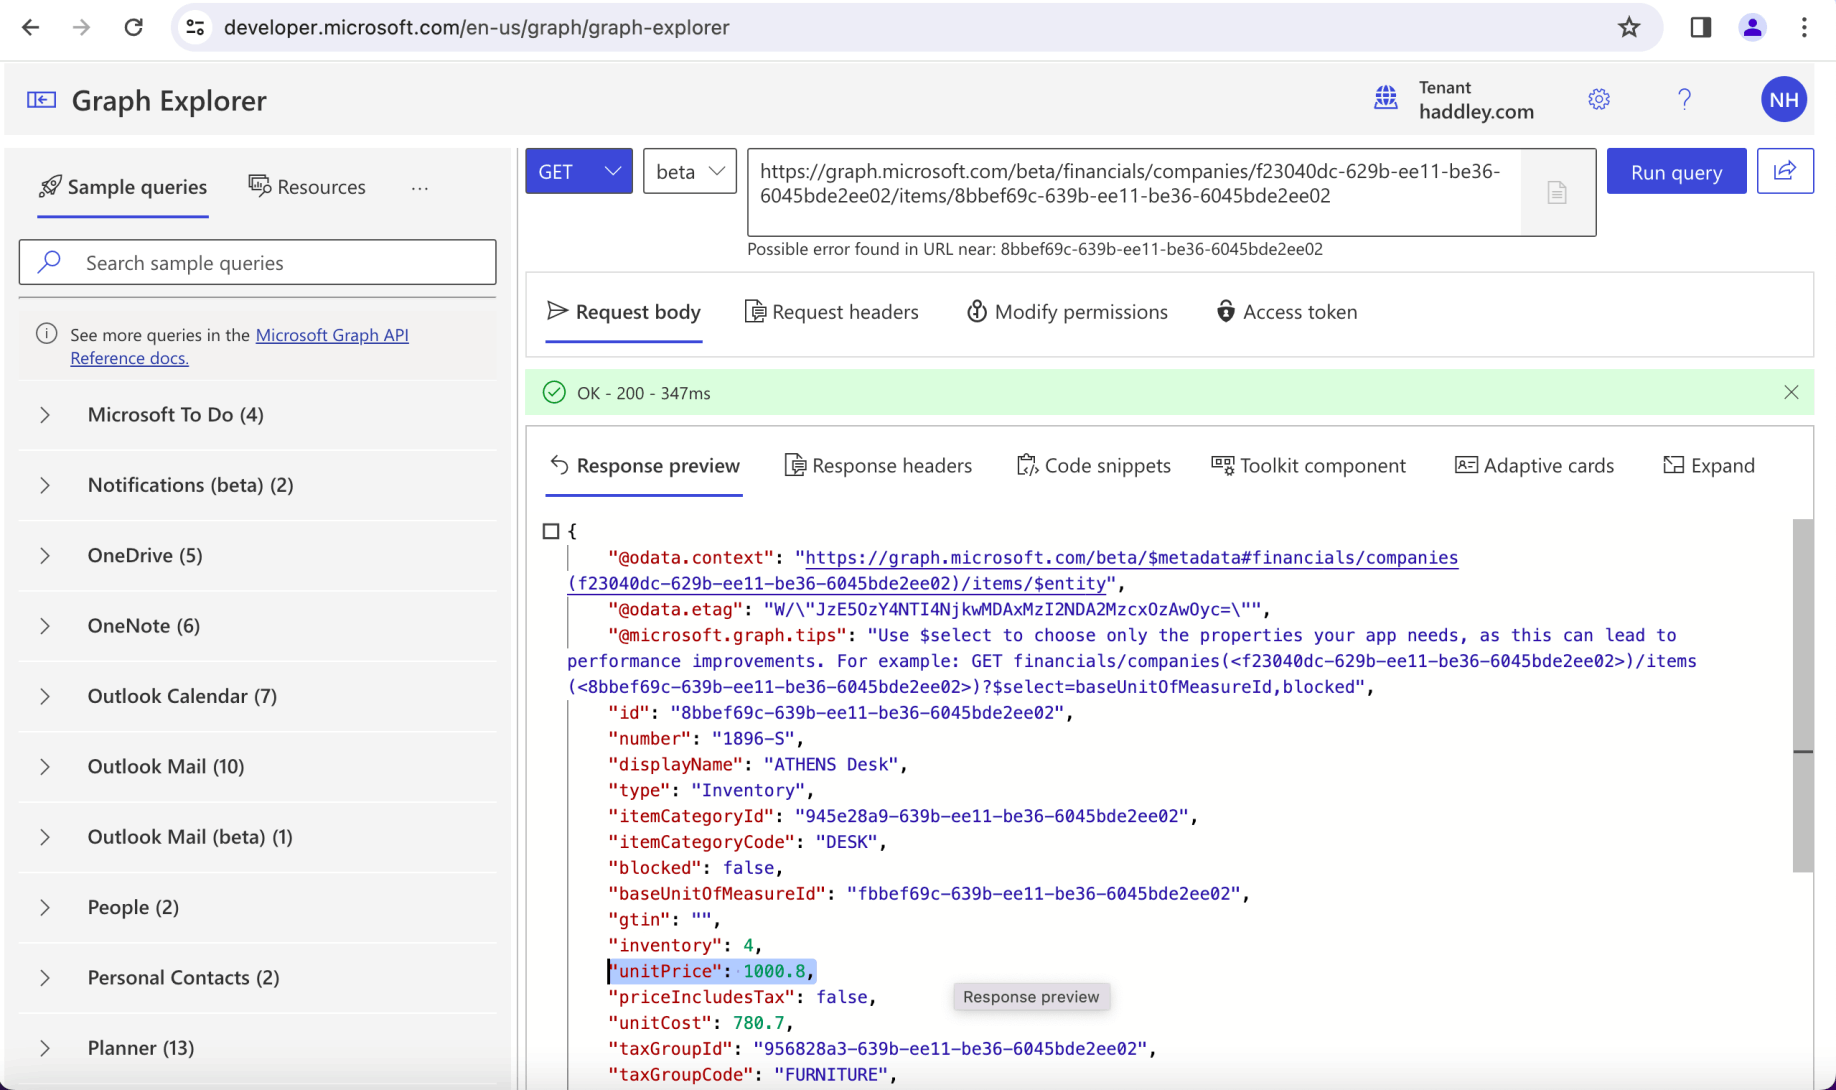 developer.microsoft.com/en-us/graph/graph-explorer
Graph Explorer
Tenant
haddley.com
?
NH
Sample queries
Resources
...
Search sample queries
See more queries in the Microsoft Graph API
Reference docs.
Microsoft To Do (4)
Notifications (beta) (2)
OneDrive (5)
OneNote (6)
Outlook Calendar (7)
Outlook Mail (10)
Outlook Mail (beta) (1)
People (2)
Personal Contacts (2)
Planner (13)
GET
beta
https://graph.microsoft.com/beta/financials/companies/f23040dc-629b-ee11-be36-
6045bde2ee02/items/8bbef69c-639b-ee11-be36-6045bde2ee02
Run query
Possible error found in URL near: 8bbef69c-639b-ee11-be36-6045bde2ee02
Request body
Request headers
Modify permissions
Access token
OK - 200 - 347ms
Response preview
Response headers
Code snippets
Toolkit component
Adaptive cards
Expand
{
"@odata.context": "https://graph.microsoft.com/beta/$metadata#financials/companies
(f23040dc-629b-ee11-be36-6045bde2ee02)/items/$entity",
"@odata.etag": "W/\"JzE5OzY4NTI4NjkwMDAxMzI2NDA2MzcxOzAwOyc=\"",
"@microsoft.graph.tips": "Use $select to choose only the properties your app needs, as this can lead to
performance improvements. For example: GET financials/companies(<f23040dc-629b-ee11-be36-6045bde2ee02>)/items
(<8bbef69c-639b-ee11-be36-6045bde2ee02>)?$select=baseUnitOfMeasureId,blocked",
"id": "8bbef69c-639b-ee11-be36-6045bde2ee02",
"number": "1896-S",
"displayName": "ATHENS Desk",
"type": "Inventory",
"itemCategoryId": "945e28a9-639b-ee11-be36-6045bde2ee02",
"itemCategoryCode": "DESK",
"blocked": false,
"baseUnitOfMeasureId": "fbbef69c-639b-ee11-be36-6045bde2ee02",
"gtin": "",
"inventory": 4,
"unitPrice": 1000.8,
"priceIncludesTax": false,
Response preview
"unitCost": 780.7,
"taxGroupId": "956828a3-639b-ee11-be36-6045bde2ee02",
"taxGroupCode": "FURNITURE",